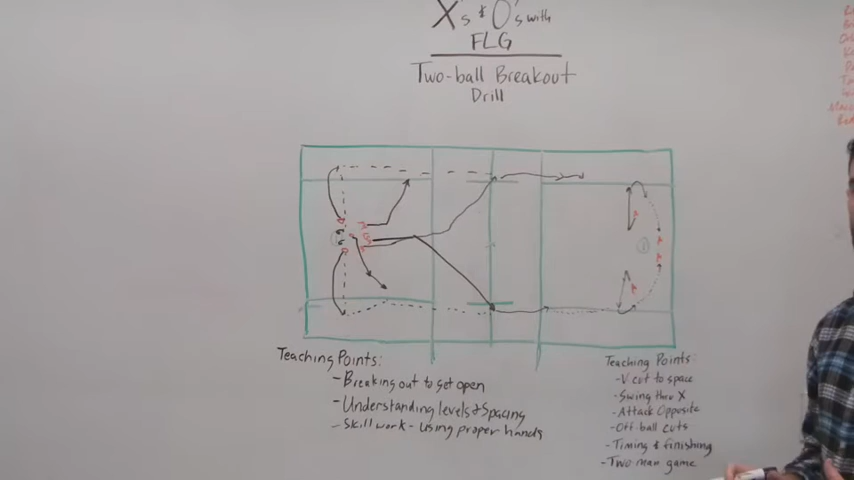 X's & O's with
FLG
Two-ball Breakout
Drill
Teaching Points:
- Breaking out to get open
- Understanding levels & Spacing
- Skill work - using proper hands
Teaching Points:
- V cut to space
- Swing thru X
- Attack Opposite
- Off-ball cuts
- Timing & finishing
- Two man game